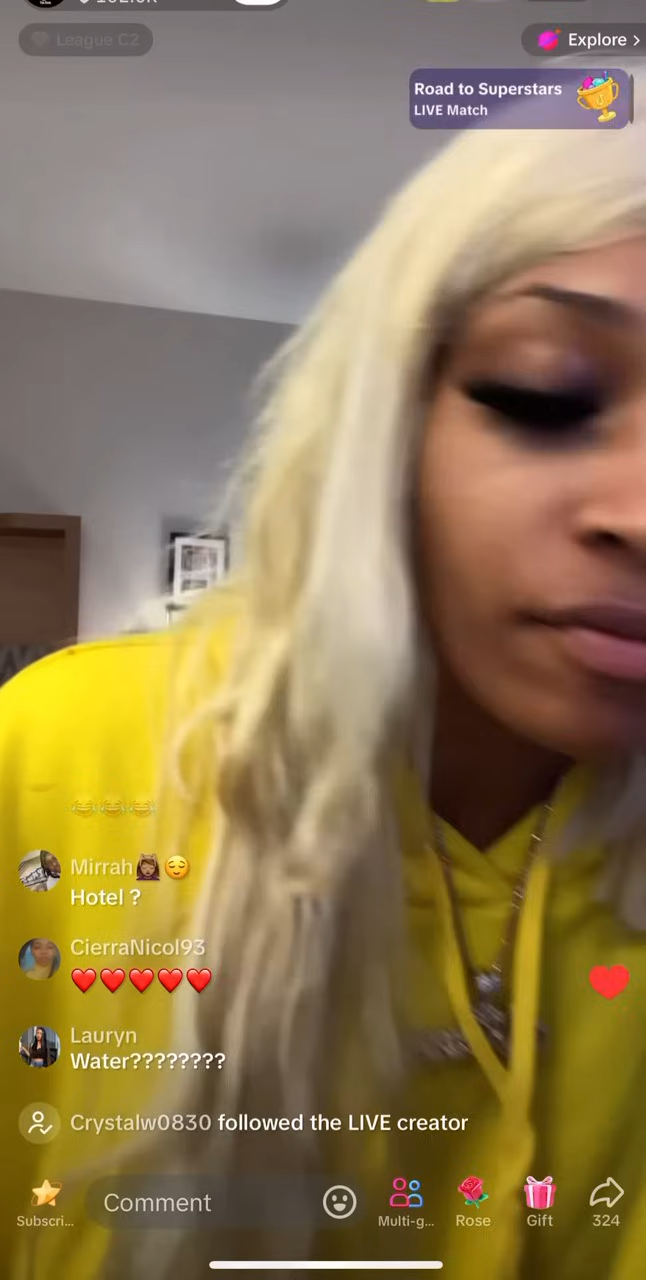 League C2
Explore >
Road to Superstars
LIVE Match
Mirrah
Hotel ?
CierraNicol93
Lauryn
Water????????
Crystalw0830 followed the LIVE creator
Subscri...
Comment
Multi-g...
Rose
Gift
324